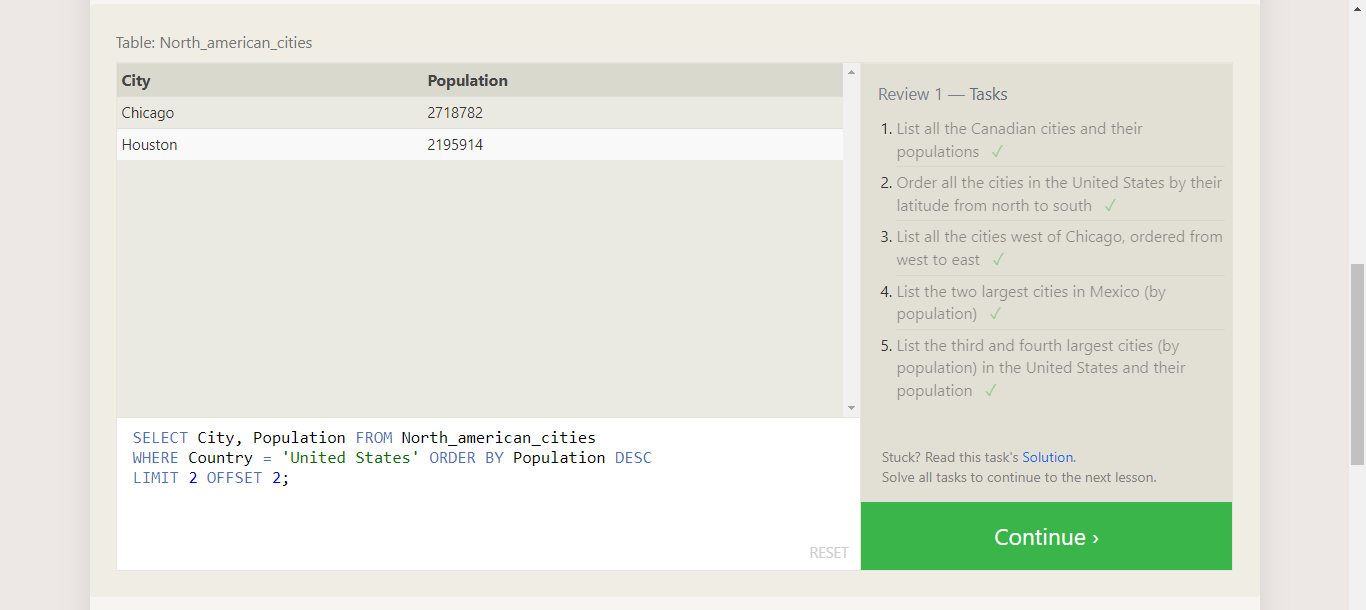 Table: North_american_cities
City Population
Chicago 2718782
Houston 2195914
SELECT City, Population FROM North_american_cities
WHERE Country = 'United States' ORDER BY Population DESC
LIMIT 2 OFFSET 2;
RESET
Review 1 — Tasks
1. List all the Canadian cities and their
populations ✓
2. Order all the cities in the United States by their
latitude from north to south ✓
3. List all the cities west of Chicago, ordered from
west to east ✓
4. List the two largest cities in Mexico (by
population) ✓
5. List the third and fourth largest cities (by
population) in the United States and their
population ✓
Stuck? Read this task's Solution.
Solve all tasks to continue to the next lesson.
Continue ›